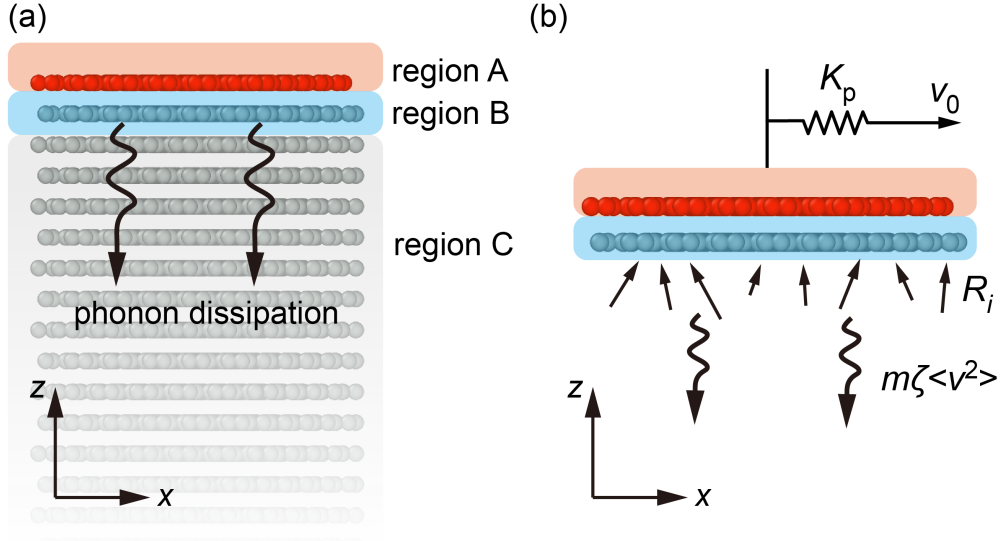 (a)
region A
region B
region C
phonon dissipation
z
x
(b)
Kp
v0
Ri
mζ<v²>
z
x